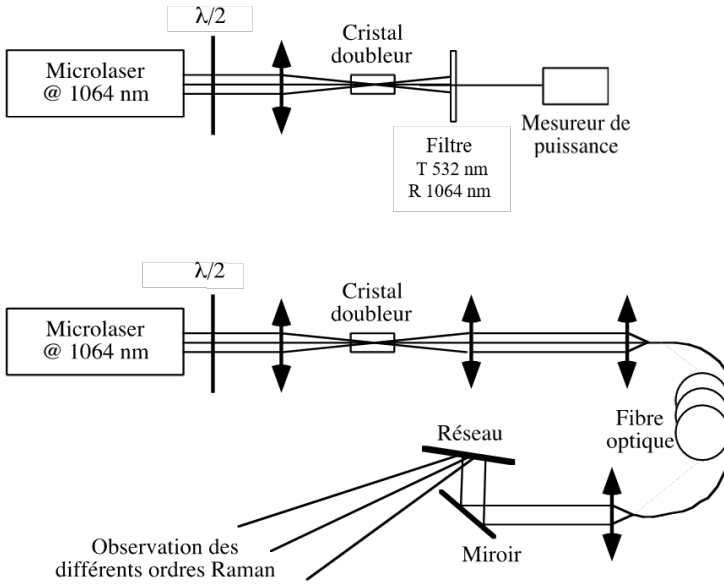 λ/2
Microlaser
@ 1064 nm
Cristal
doubleur
Filtre
T 532 nm
R 1064 nm
Mesureur de
puissance
λ/2
Microlaser
@ 1064 nm
Cristal
doubleur
Fibre
optique
Réseau
Miroir
Observation des
différents ordres Raman